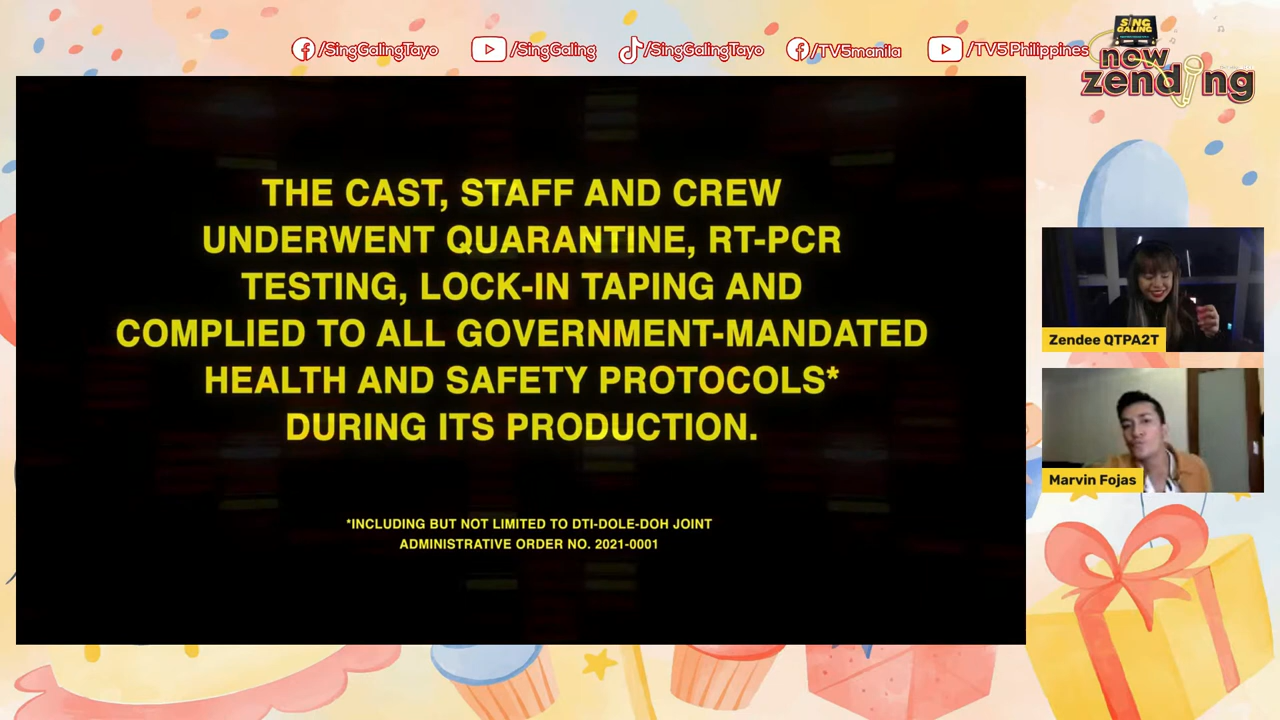 /SingGalingTayo
/SingGaling
/SingGalingTayo
/TV5manila
/TV5Philippines
SING
GALING
now
zending
THE CAST, STAFF AND CREW
UNDERWENT QUARANTINE, RT-PCR
TESTING, LOCK-IN TAPING AND
COMPLIED TO ALL GOVERNMENT-MANDATED
HEALTH AND SAFETY PROTOCOLS*
DURING ITS PRODUCTION.
*INCLUDING BUT NOT LIMITED TO DTI-DOLE-DOH JOINT
ADMINISTRATIVE ORDER NO. 2021-0001
Zendee QTPA2T
Marvin Fojas